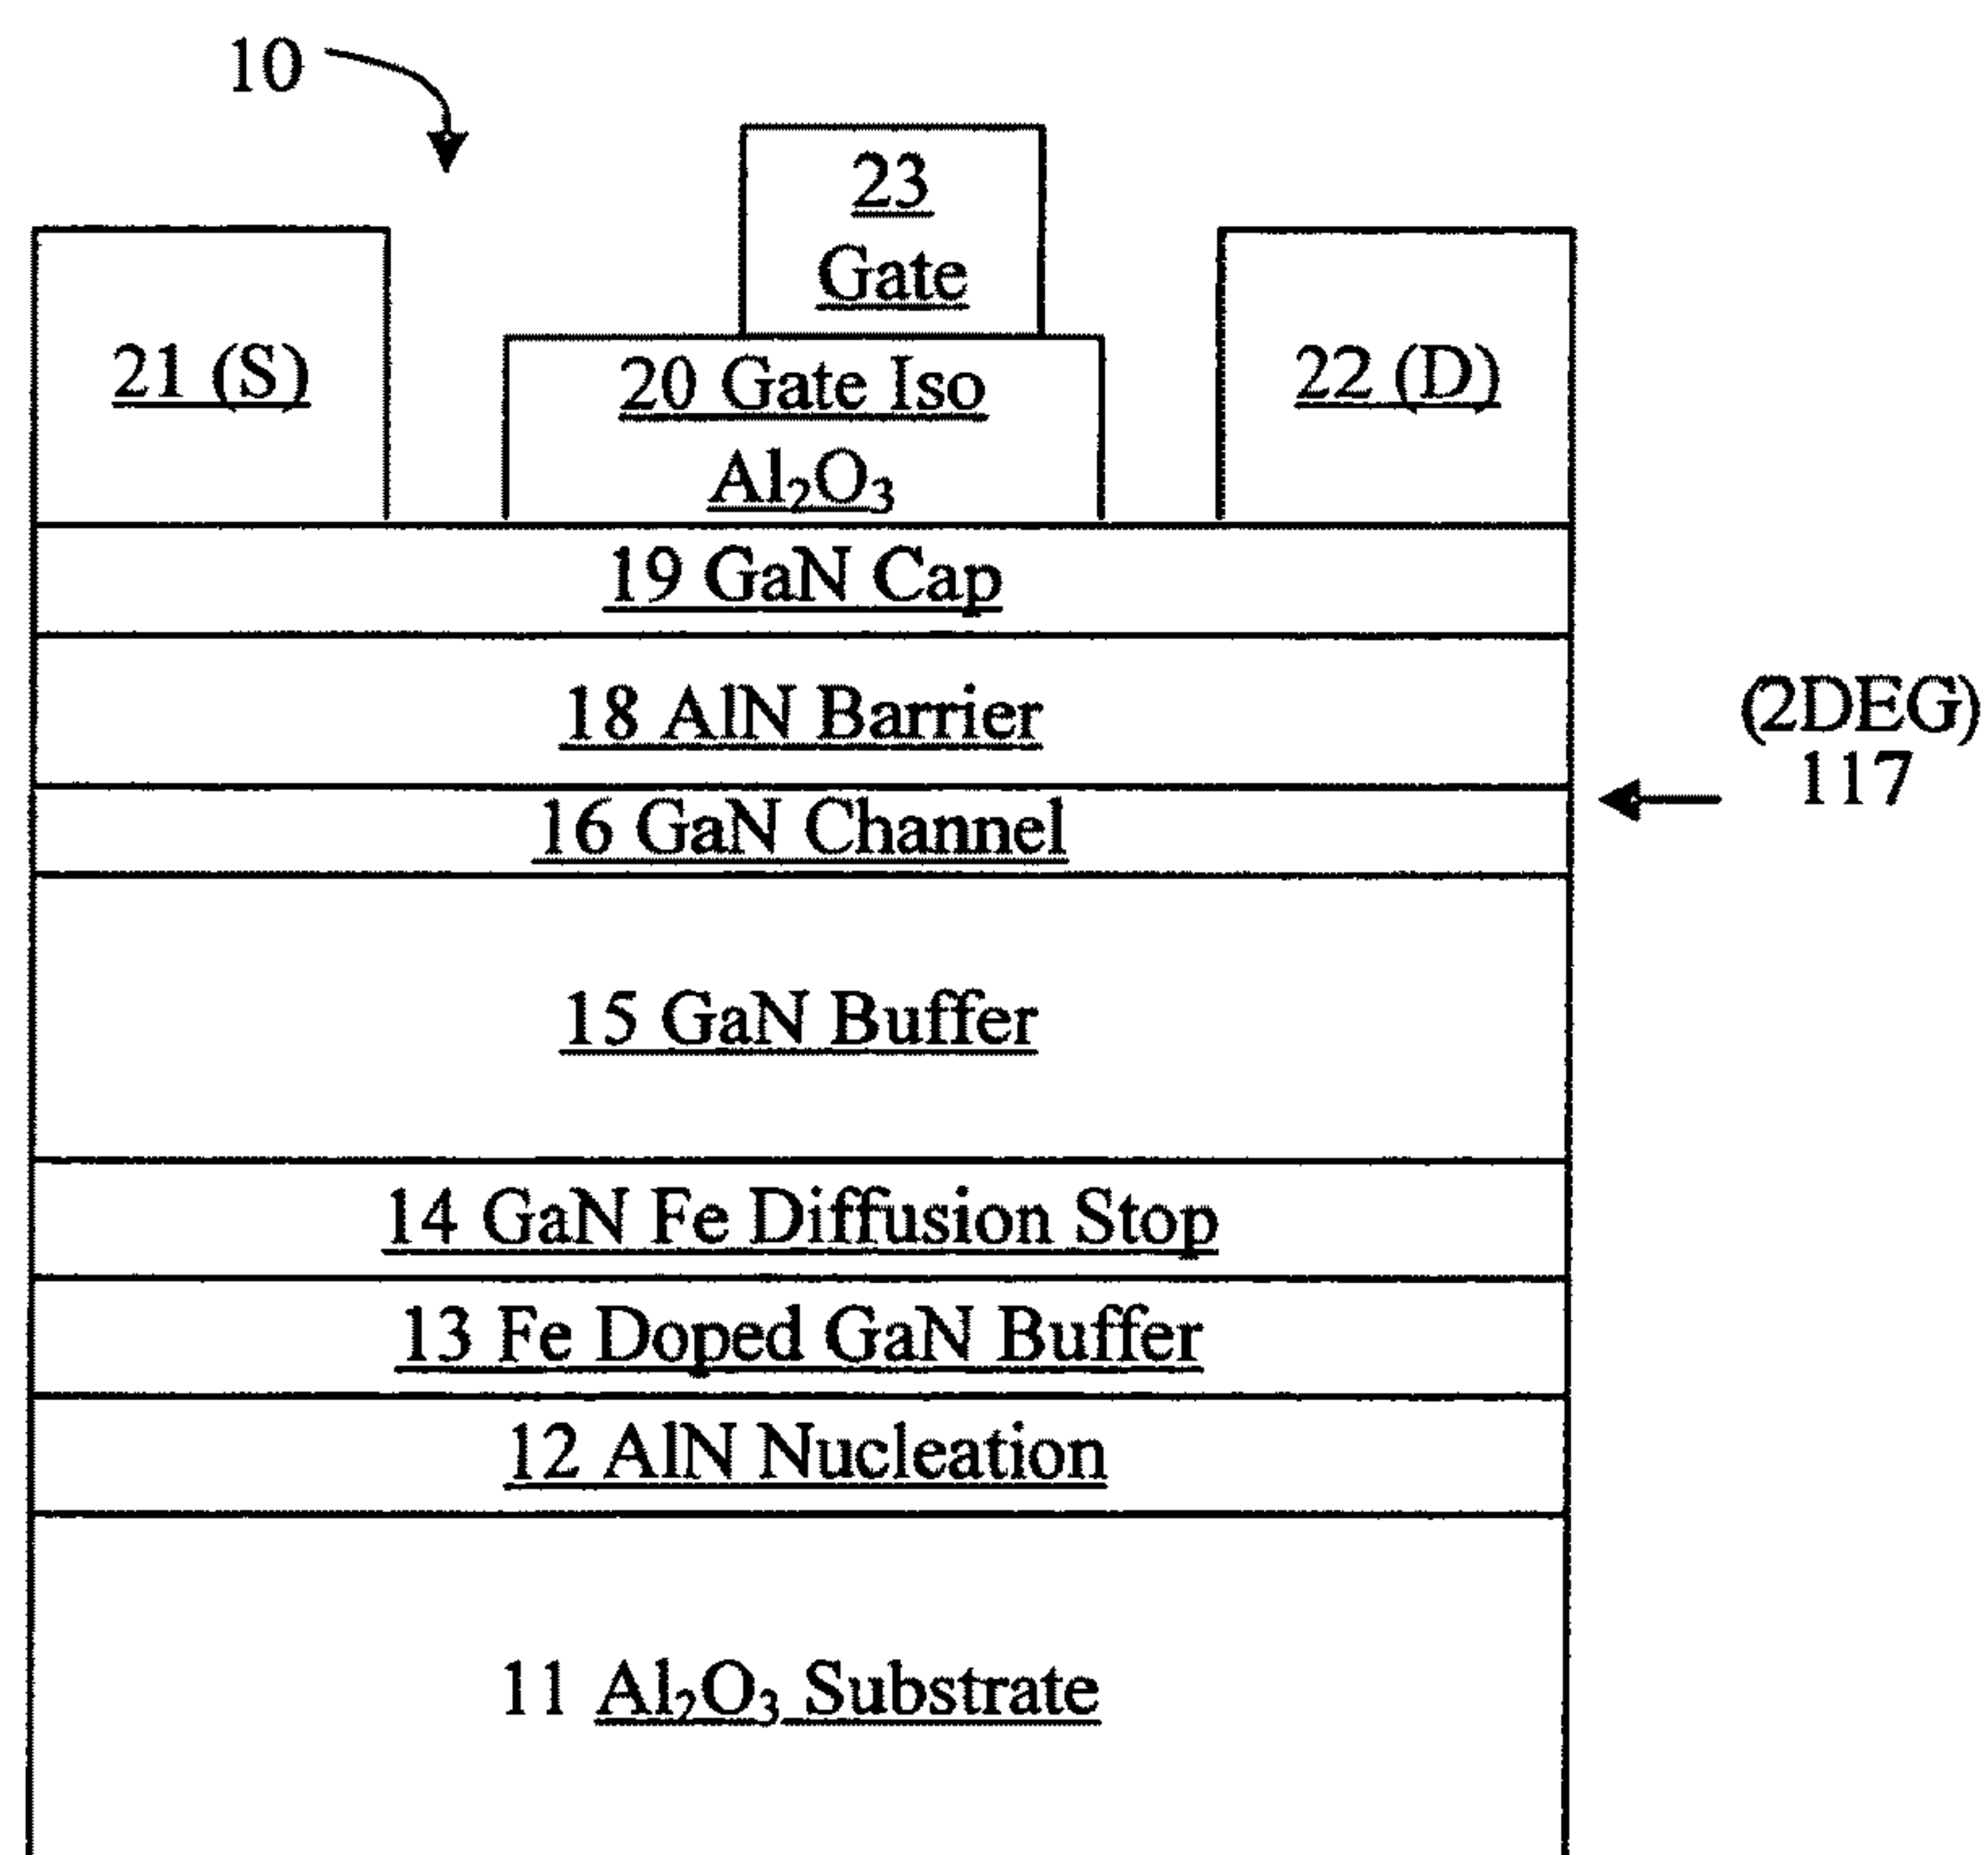 10
23
Gate
21 (S)
20 Gate Iso
Al₂O₃
22 (D)
19 GaN Cap
18 AlN Barrier
(2DEG)
117
16 GaN Channel
15 GaN Buffer
14 GaN Fe Diffusion Stop
13 Fe Doped GaN Buffer
12 AlN Nucleation
11 Al₂O₃ Substrate